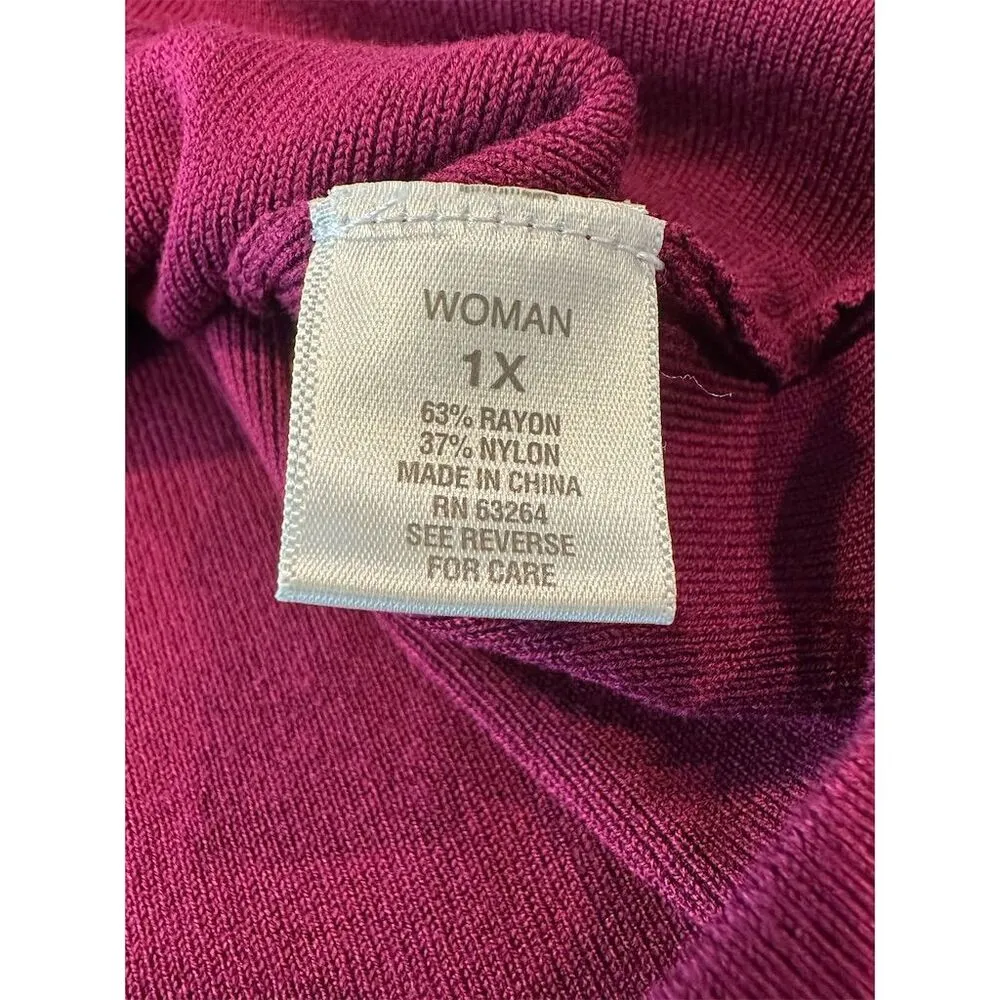 WOMAN
1X
63% RAYON
37% NYLON
MADE IN CHINA
RN 63264
SEE REVERSE
FOR CARE